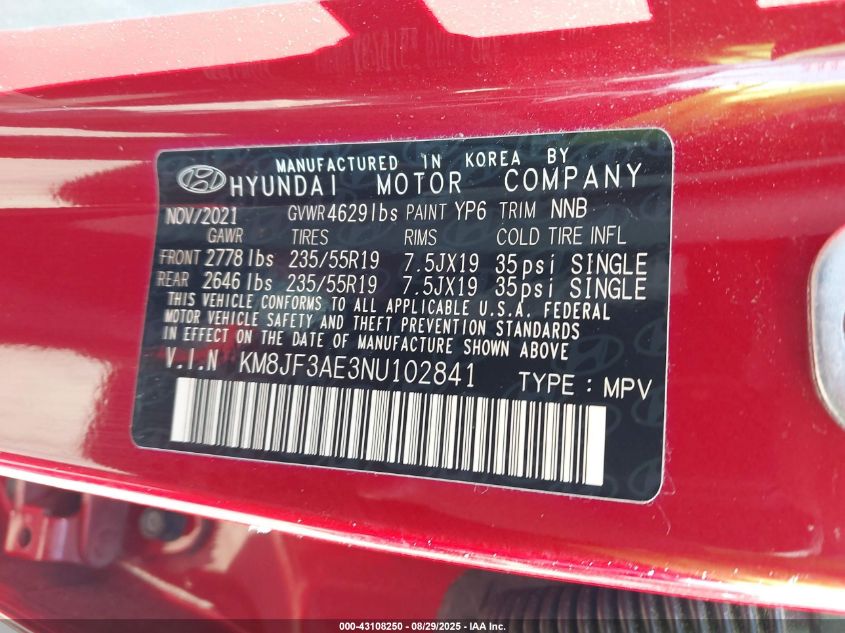 MANUFACTURED IN KOREA BY
HYUNDAI MOTOR COMPANY
NOV/2021 GVWR 4629lbs PAINT YP6 TRIM NNB
GAWR TIRES RIMS COLD TIRE INFL
FRONT 2778 lbs 235/55R19 7.5JX19 35psi SINGLE
REAR 2646 lbs 235/55R19 7.5JX19 35psi SINGLE
THIS VEHICLE CONFORMS TO ALL APPLICABLE U.S.A. FEDERAL
MOTOR VEHICLE SAFETY AND THEFT PREVENTION STANDARDS
IN EFFECT ON THE DATE OF MANUFACTURE SHOWN ABOVE
V.I.N KM8JF3AE3NU102841 TYPE : MPV
000-43108250 - 08/29/2025 - IAA Inc.